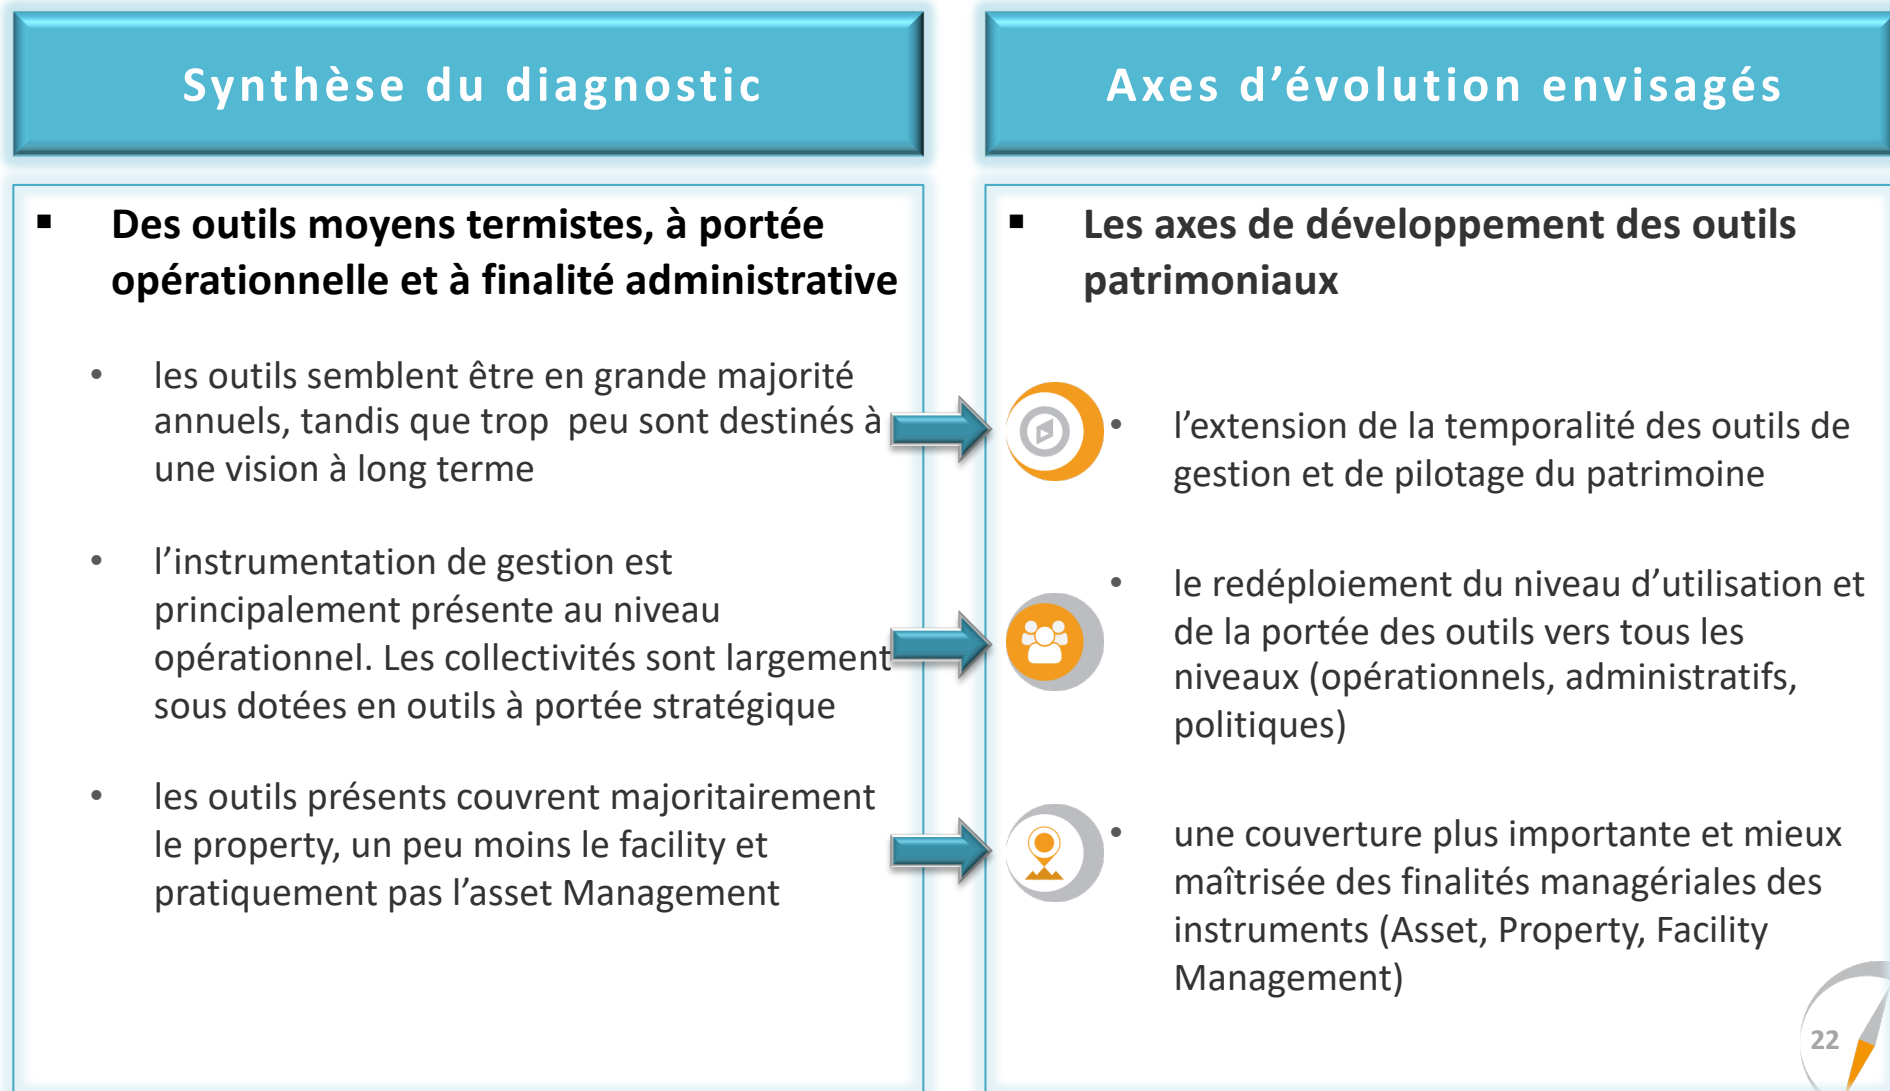 Synthèse du diagnostic
▪ Des outils moyens termistes, à portée
opérationnelle et à finalité administrative
• les outils semblent être en grande majorité
annuels, tandis que trop  peu sont destinés à
une vision à long terme
• l’instrumentation de gestion est
principalement présente au niveau
opérationnel. Les collectivités sont largement
sous dotées en outils à portée stratégique
• les outils présents couvrent majoritairement
le property, un peu moins le facility et
pratiquement pas l’asset Management
Axes d’évolution envisagés
▪ Les axes de développement des outils
patrimoniaux
• l’extension de la temporalité des outils de
gestion et de pilotage du patrimoine
• le redéploiement du niveau d’utilisation et
de la portée des outils vers tous les
niveaux (opérationnels, administratifs,
politiques)
• une couverture plus importante et mieux
maîtrisée des finalités managériales des
instruments (Asset, Property, Facility
Management)
22